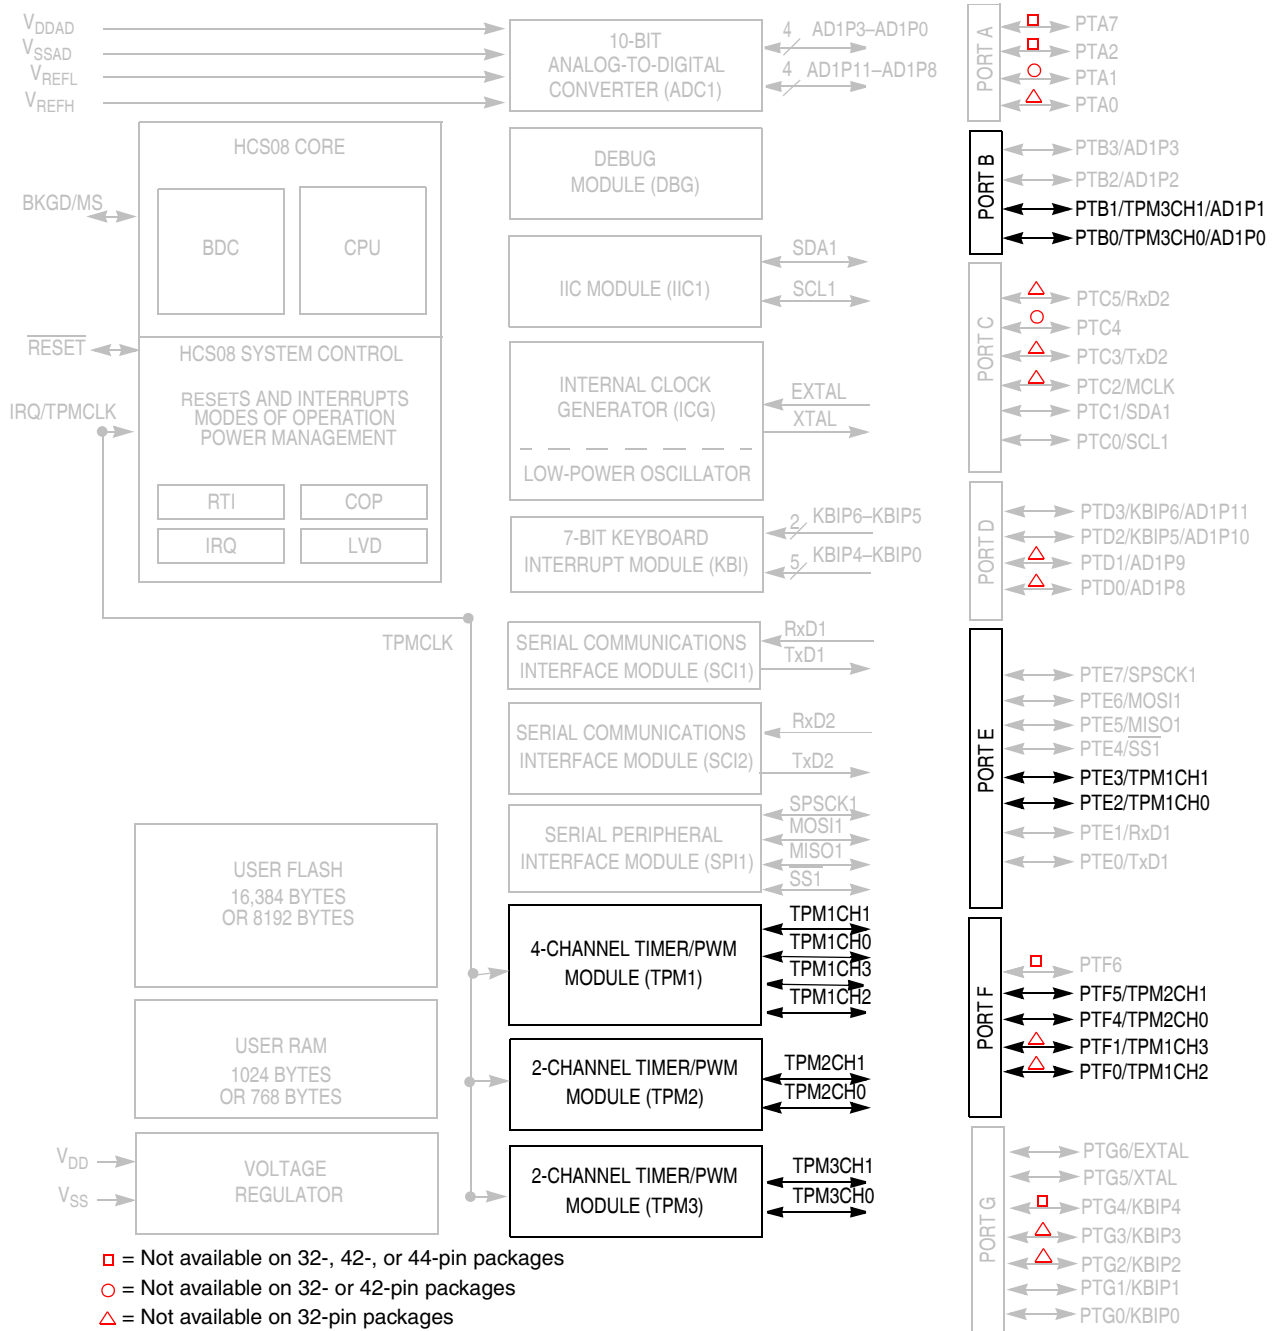 VDDAD
VSSAD
VREFL
VREFH
10-BIT
ANALOG-TO-DIGITAL
CONVERTER (ADC1)
4 AD1P3–AD1P0
4 AD1P11–AD1P8
HCS08 CORE
BDC
CPU
BKGD/MS
RESET
IRQ/TPMCLK
HCS08 SYSTEM CONTROL
RESETS AND INTERRUPTS
MODES OF OPERATION
POWER MANAGEMENT
RTI
COP
IRQ
LVD
TPMCLK
DEBUG
MODULE (DBG)
IIC MODULE (IIC1)
SDA1
SCL1
INTERNAL CLOCK
GENERATOR (ICG)
EXTAL
XTAL
LOW-POWER OSCILLATOR
7-BIT KEYBOARD
INTERRUPT MODULE (KBI)
2 KBIP6–KBIP5
5 KBIP4–KBIP0
SERIAL COMMUNICATIONS
INTERFACE MODULE (SCI1)
RxD1
TxD1
SERIAL COMMUNICATIONS
INTERFACE MODULE (SCI2)
RxD2
TxD2
SERIAL PERIPHERAL
INTERFACE MODULE (SPI1)
SPSCK1
MOSI1
MISO1
SS1
USER FLASH
16,384 BYTES
OR 8192 BYTES
4-CHANNEL TIMER/PWM
MODULE (TPM1)
TPM1CH1
TPM1CH0
TPM1CH3
TPM1CH2
USER RAM
1024 BYTES
OR 768 BYTES
2-CHANNEL TIMER/PWM
MODULE (TPM2)
TPM2CH1
TPM2CH0
VDD
VSS
VOLTAGE
REGULATOR
2-CHANNEL TIMER/PWM
MODULE (TPM3)
TPM3CH1
TPM3CH0
PORT A
PTA7
PTA2
PTA1
PTA0
PORT B
PTB3/AD1P3
PTB2/AD1P2
PTB1/TPM3CH1/AD1P1
PTB0/TPM3CH0/AD1P0
PORT C
PTC5/RxD2
PTC4
PTC3/TxD2
PTC2/MCLK
PTC1/SDA1
PTC0/SCL1
PORT D
PTD3/KBIP6/AD1P11
PTD2/KBIP5/AD1P10
PTD1/AD1P9
PTD0/AD1P8
PORT E
PTE7/SPSCK1
PTE6/MOSI1
PTE5/MISO1
PTE4/SS1
PTE3/TPM1CH1
PTE2/TPM1CH0
PTE1/RxD1
PTE0/TxD1
PORT F
PTF6
PTF5/TPM2CH1
PTF4/TPM2CH0
PTF1/TPM1CH3
PTF0/TPM1CH2
PORT G
PTG6/EXTAL
PTG5/XTAL
PTG4/KBIP4
PTG3/KBIP3
PTG2/KBIP2
PTG1/KBIP1
PTG0/KBIP0
= Not available on 32-, 42-, or 44-pin packages
= Not available on 32- or 42-pin packages
= Not available on 32-pin packages